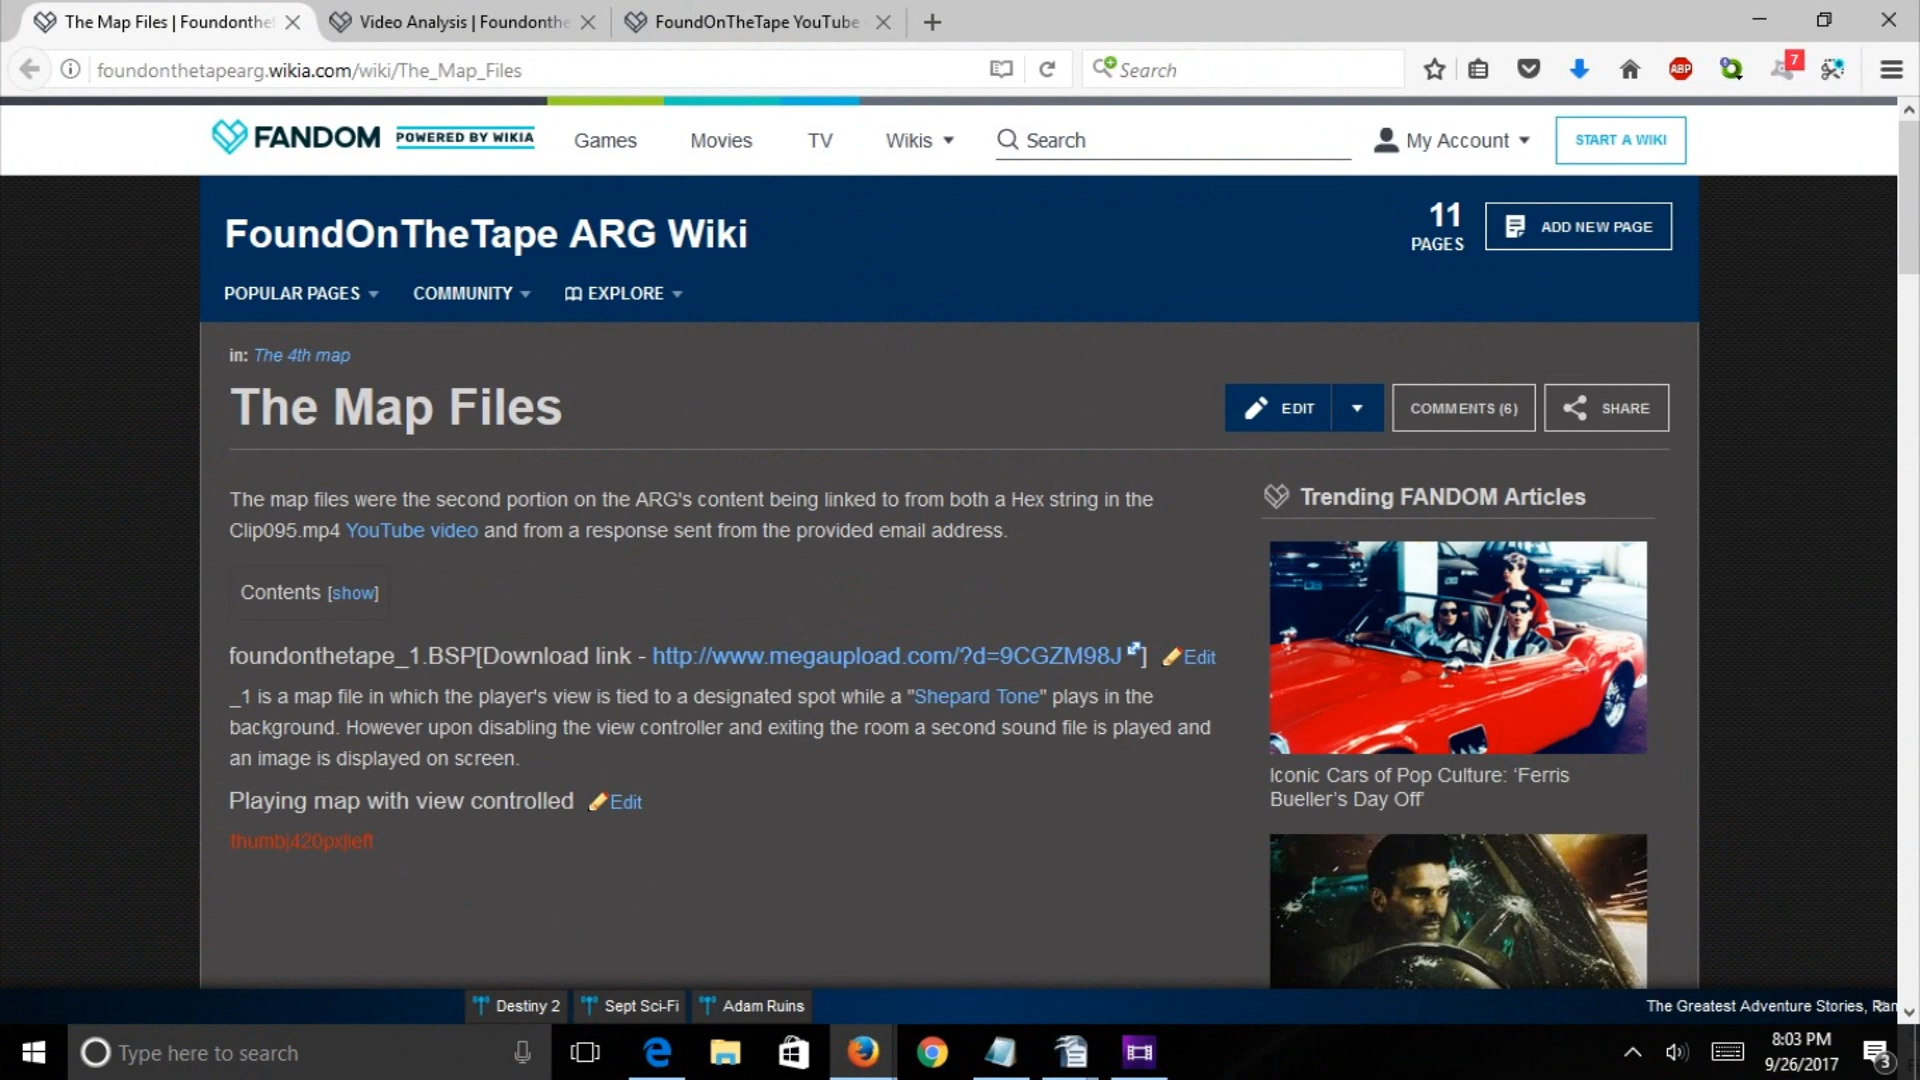 The Map Files | Foundonthe
Video Analysis | Foundonthe
FoundOnTheTape YouTube
foundonthetapearg.wikia.com/wiki/The_Map_Files
Search
ABP
7
FANDOM
POWERED BY WIKIA
Games
Movies
TV
Wikis
Search
My Account
START A WIKI
FoundOnTheTape ARG Wiki
11
PAGES
ADD NEW PAGE
POPULAR PAGES
COMMUNITY
EXPLORE
in: The 4th map
The Map Files
EDIT
COMMENTS (6)
SHARE
The map files were the second portion on the ARG's content being linked to from both a Hex string in the
Clip095.mp4 YouTube video and from a response sent from the provided email address.
Contents [show]
foundonthetape_1.BSP[Download link - http://www.megaupload.com/?d=9CGZM98J ] Edit
_1 is a map file in which the player's view is tied to a designated spot while a "Shepard Tone" plays in the
background. However upon disabling the view controller and exiting the room a second sound file is played and
an image is displayed on screen.
Playing map with view controlled Edit
thumb|420px|left
Trending FANDOM Articles
Iconic Cars of Pop Culture: ‘Ferris
Bueller’s Day Off’
Destiny 2
Sept Sci-Fi
Adam Ruins
The Greatest Adventure Stories, Ran
Type here to search
8:03 PM
9/26/2017
3